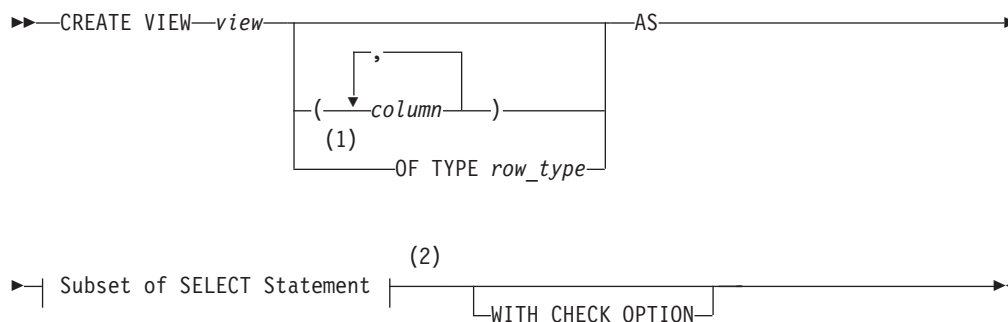 CREATE VIEW view AS
,
( column )
(1)
OF TYPE row_type
(2)
Subset of SELECT Statement
WITH CHECK OPTION